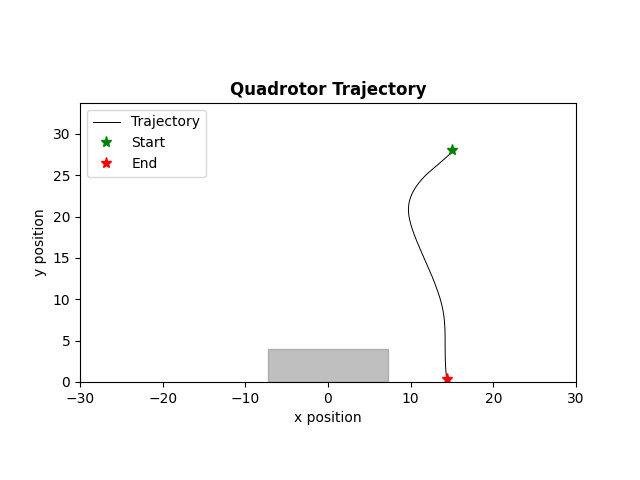 Quadrotor Trajectory
Trajectory
Start
End
y position
30
25
20
15
10
5
0
−30
−20
−10
0
10
20
30
x position